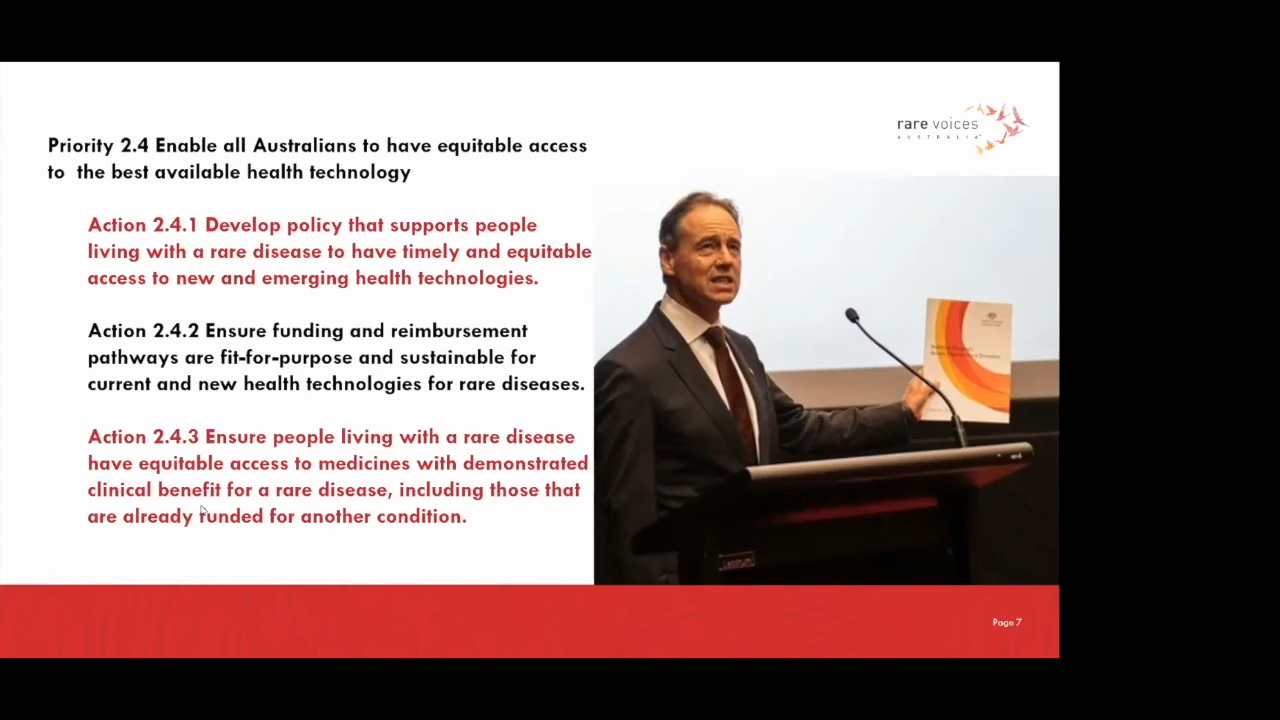 rare voices
AUSTRALIA
Priority 2.4 Enable all Australians to have equitable access
to the best available health technology
Action 2.4.1 Develop policy that supports people
living with a rare disease to have timely and equitable
access to new and emerging health technologies.
Action 2.4.2 Ensure funding and reimbursement
pathways are fit-for-purpose and sustainable for
current and new health technologies for rare diseases.
Action 2.4.3 Ensure people living with a rare disease
have equitable access to medicines with demonstrated
clinical benefit for a rare disease, including those that
are already funded for another condition.
Page 7